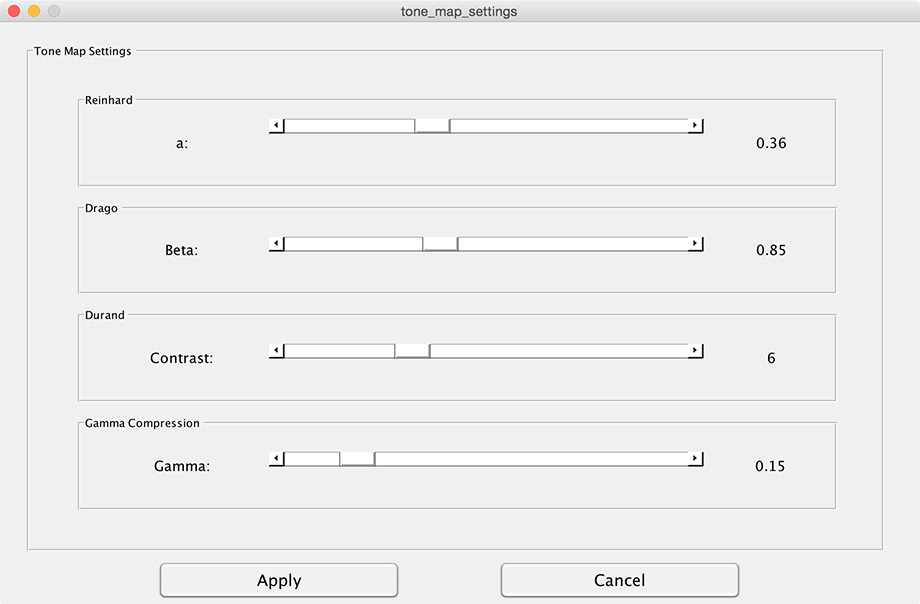 tone_map_settings
Tone Map Settings
Reinhard
a:
0.36
Drago
Beta:
0.85
Durand
Contrast:
6
Gamma Compression
Gamma:
0.15
Apply
Cancel